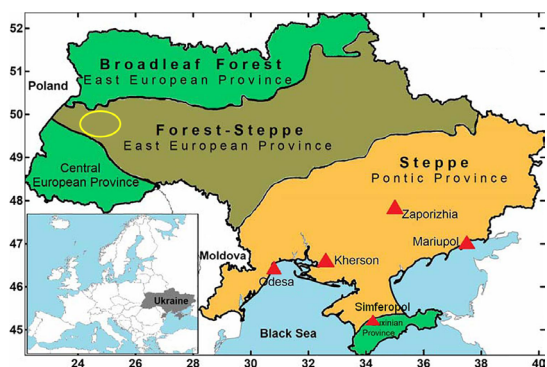 52
51
50
49
48
47
46
45
Broadleaf Forest
East European Province
Poland
Forest-Steppe
East European Province
Central
European Province
Steppe
Pontic Province
Zaporizhia
Mariupol
Moldova
Kherson
Odesa
Ukraine
Simferopol
Province
Black Sea
24
26
28
30
32
34
36
38
40